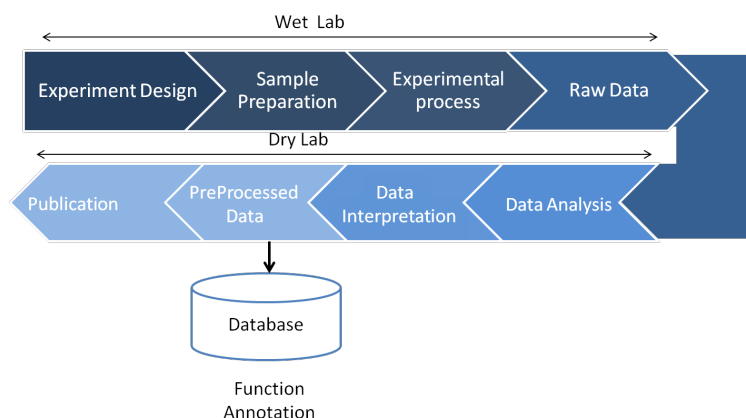 Wet Lab
Experiment Design
Sample
Preparation
Experimental
process
Raw Data
Dry Lab
Publication
PreProcessed
Data
Data
Interpretation
Data Analysis
Database
Function
Annotation